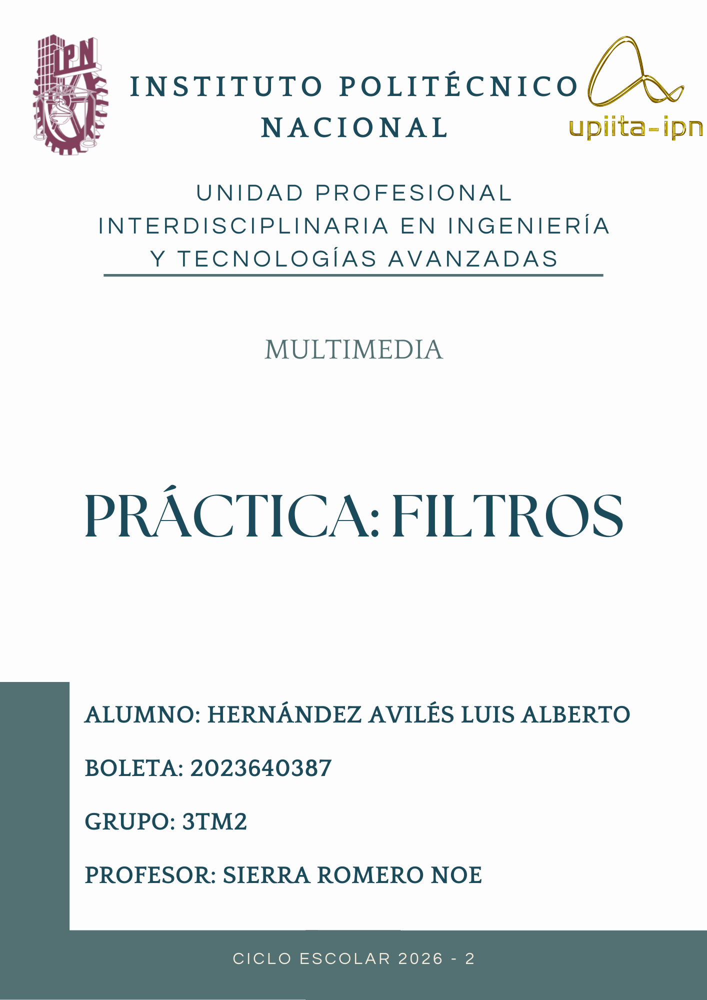 IPN
INSTITUTO POLITÉCNICO
NACIONAL
upiita-ipn
UNIDAD PROFESIONAL
INTERDISCIPLINARIA EN INGENIERÍA
Y TECNOLOGÍAS AVANZADAS
MULTIMEDIA
PRÁCTICA: FILTROS
ALUMNO: HERNÁNDEZ AVILÉS LUIS ALBERTO
BOLETA: 2023640387
GRUPO: 3TM2
PROFESOR: SIERRA ROMERO NOE
CICLO ESCOLAR 2026 - 2